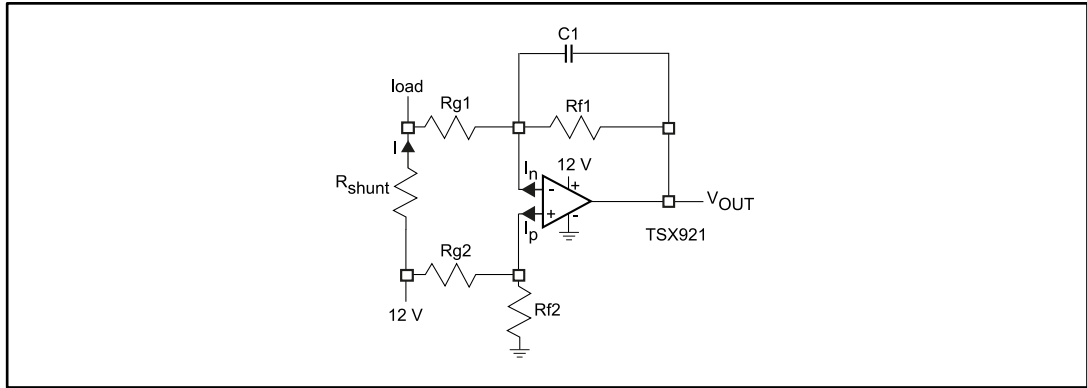 C1
Iload
Rg1
Rf1
I
Rshunt
In
12 V
+
-
+
-
Ip
VOUT
TSX921
Rg2
12 V
Rf2